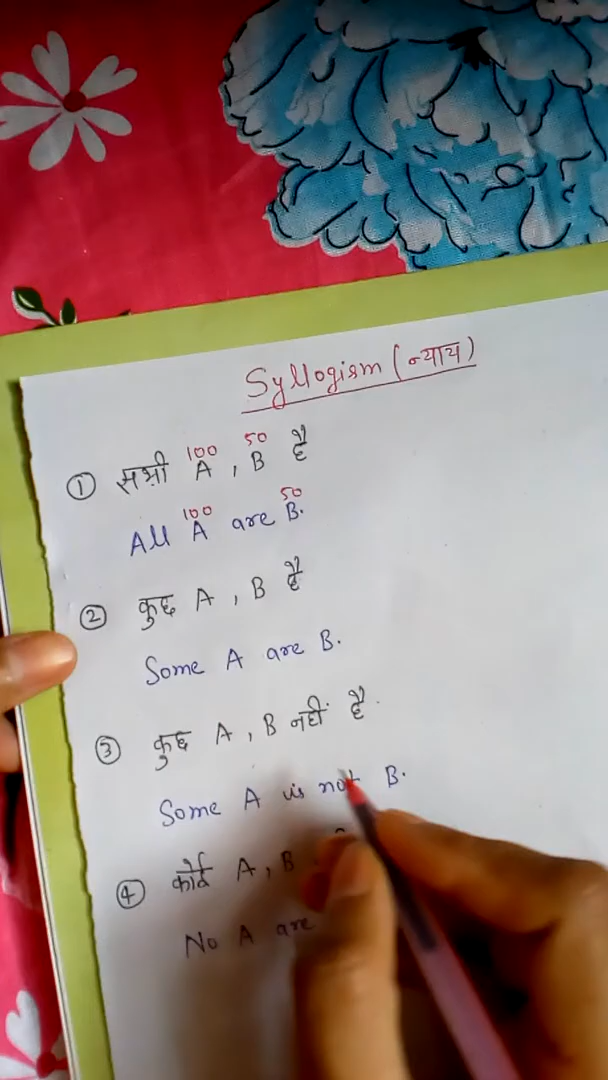 Syllogism (न्याय)
100 50
① सभी A , B है
100 50
All A are B.
② कुछ A , B है
Some A are B.
③ कुछ A , B नहीं है.
Some A is not B.
④ कोई A , B
No A are